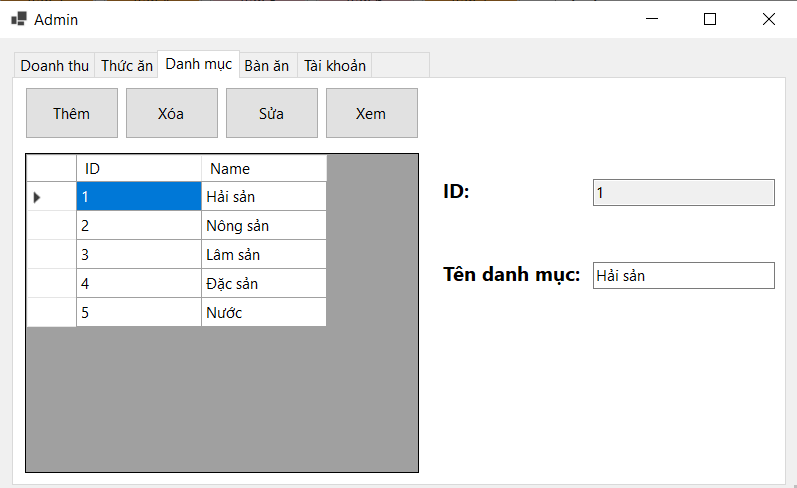 Admin
Doanh thu Thức ăn Danh mục Bàn ăn Tài khoản
Thêm Xóa Sửa Xem
ID Name
1 Hải sản
2 Nông sản
3 Lâm sản
4 Đặc sản
5 Nước
ID: 1
Tên danh mục: Hải sản